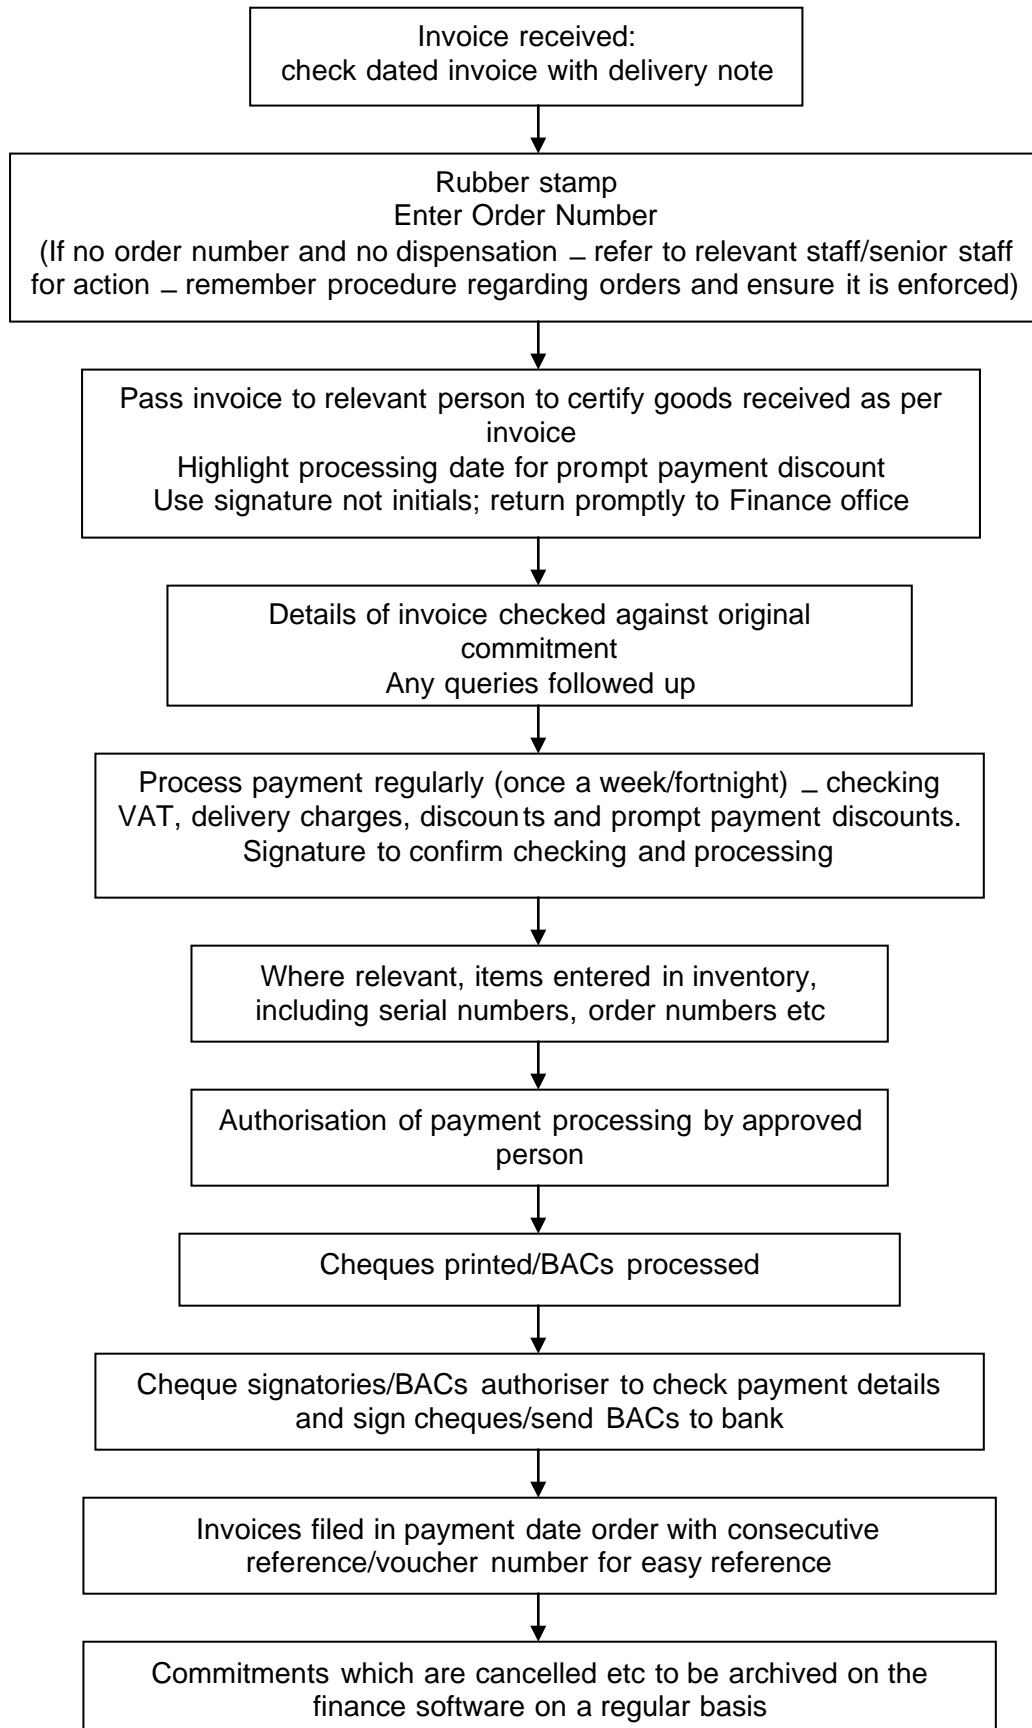 Invoice received:
check dated invoice with delivery note
Rubber stamp
Enter Order Number
(If no order number and no dispensation – refer to relevant staff/senior staff
for action – remember procedure regarding orders and ensure it is enforced)
Pass invoice to relevant person to certify goods received as per
invoice
Highlight processing date for prompt payment discount
Use signature not initials; return promptly to Finance office
Details of invoice checked against original
commitment
Any queries followed up
Process payment regularly (once a week/fortnight) – checking
VAT, delivery charges, discounts and prompt payment discounts.
Signature to confirm checking and processing
Where relevant, items entered in inventory,
including serial numbers, order numbers etc
Authorisation of payment processing by approved
person
Cheques printed/BACs processed
Cheque signatories/BACs authoriser to check payment details
and sign cheques/send BACs to bank
Invoices filed in payment date order with consecutive
reference/voucher number for easy reference
Commitments which are cancelled etc to be archived on the
finance software on a regular basis